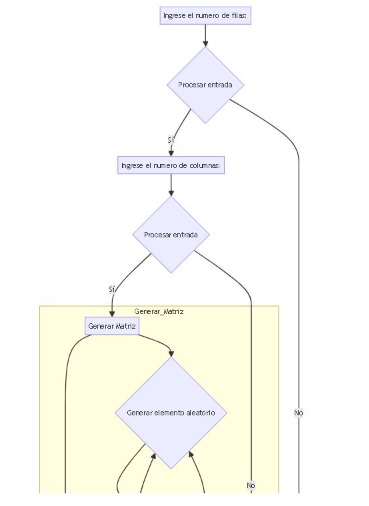 Ingrese el numero de filas:
Procesar entrada
Sí
Ingrese el numero de columnas:
Procesar entrada
Sí
Generar_Matriz
Generar Matriz
Generar elemento aleatorio
No
No